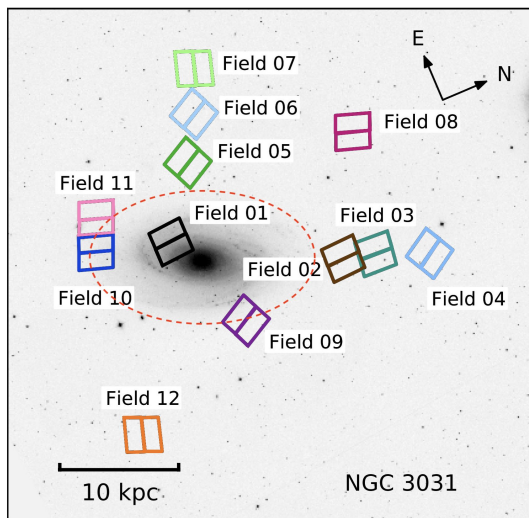 E
Field 07
N
Field 06
Field 08
Field 05
Field 11
Field 01
Field 03
Field 02
Field 10
Field 04
Field 09
Field 12
10 kpc
NGC 3031